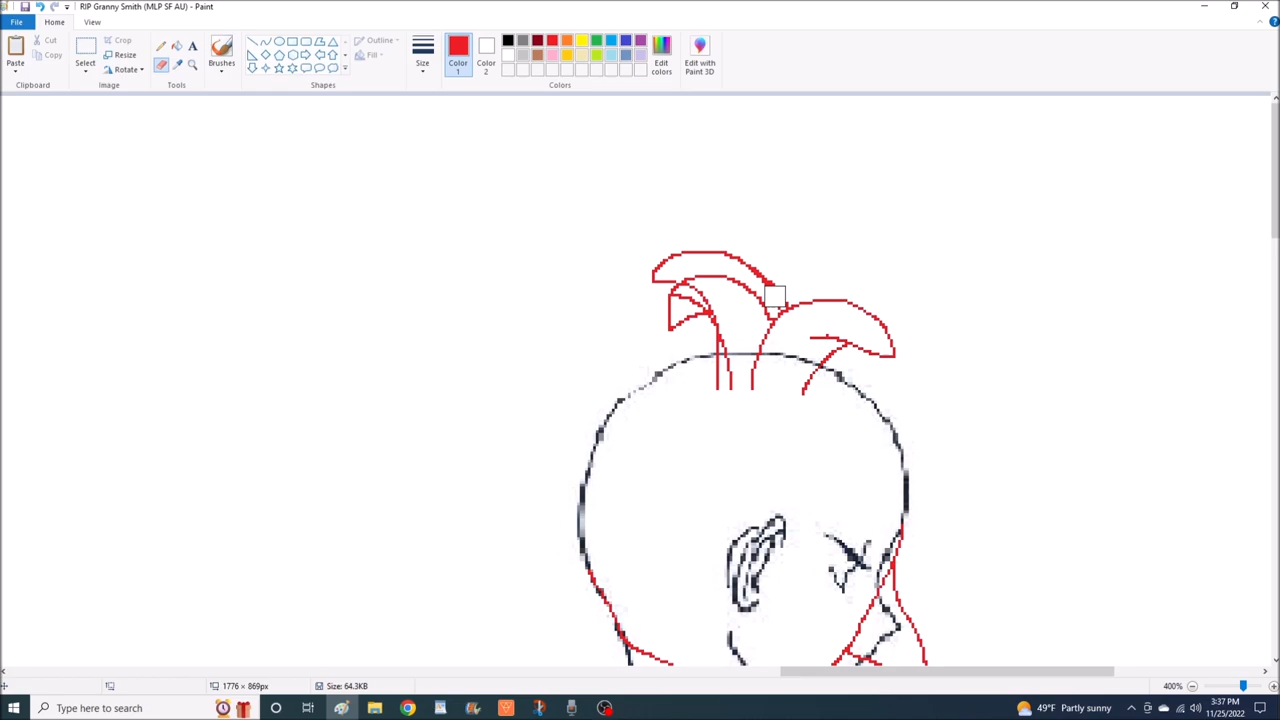 RIP Granny Smith (MLP SF AU) - Paint
File Home View
Paste
Cut
Copy
Clipboard
Select
Crop
Resize
Rotate
Image
A
Tools
Brushes
Shapes
Outline
Fill
Size
Color 1
Color 2
Colors
Edit colors
Edit with Paint 3D
1776 × 869px
Size: 64.3KB
400%
Type here to search
49°F Partly sunny
3:37 PM
11/25/2022